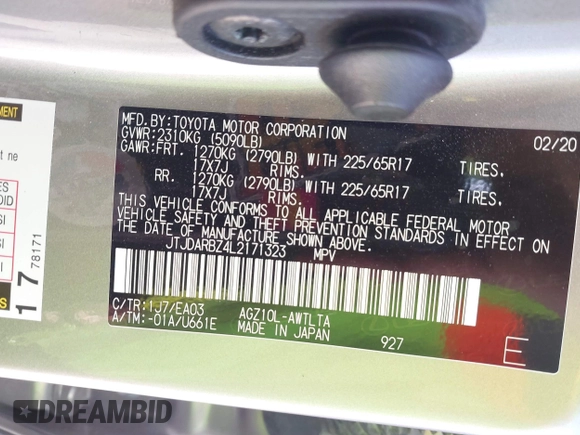 MFD. BY:TOYOTA MOTOR CORPORATION 02/20
GVWR:2310KG (5090LB)
GAWR:FRT. 1270KG (2790LB) WITH 225/65R17 TIRES.
17X7J RIMS.
RR. 1270KG (2790LB) WITH 225/65R17 TIRES.
17X7J RIMS.
THIS VEHICLE CONFORMS TO ALL APPLICABLE FEDERAL MOTOR
VEHICLE SAFETY AND THEFT PREVENTION STANDARDS IN EFFECT ON
THE DATE OF MANUFACTURE SHOWN ABOVE.
JTJDARBZ4L2171323 MPV
C/TR:1J7/EA03 AGZ10L-AWTLTA
A/TM:-01A/U661E MADE IN JAPAN 927 E
17 78171
DREAMBID